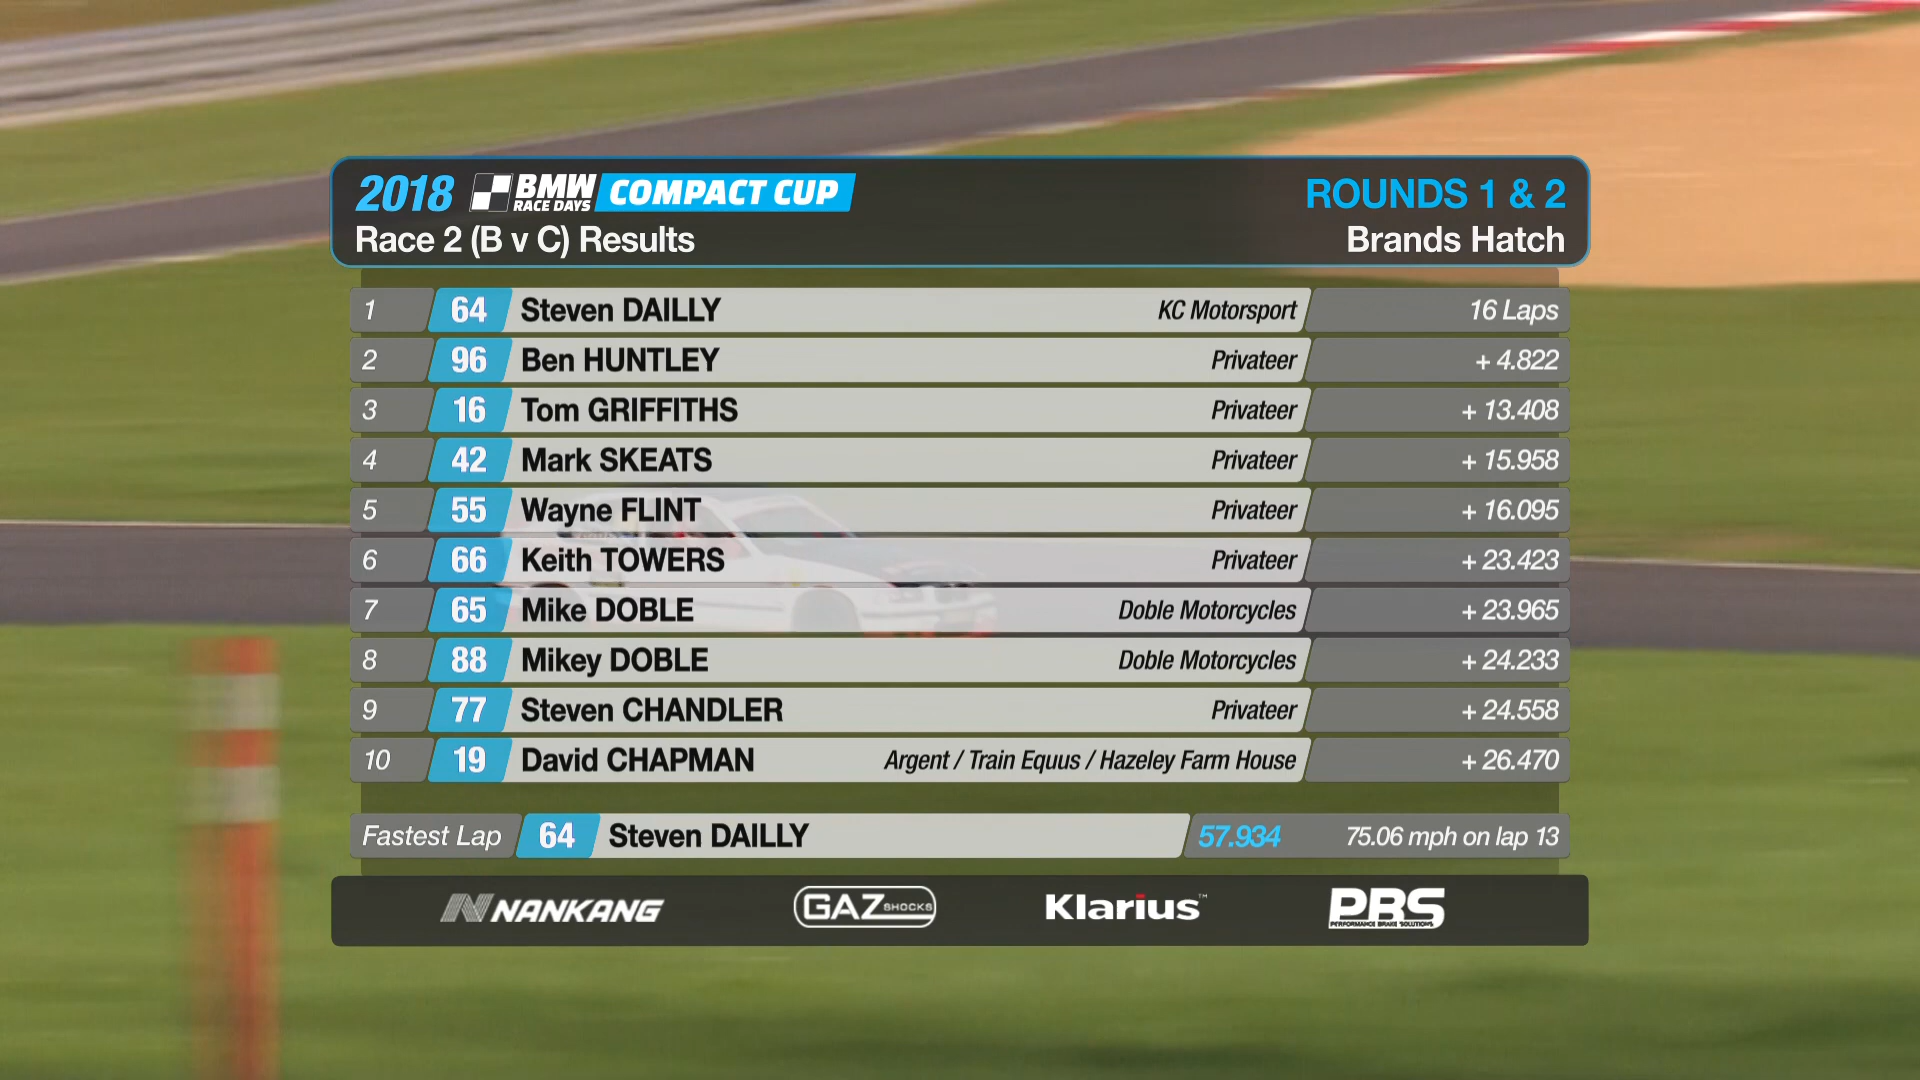 2018 BMW RACE DAYS COMPACT CUP ROUNDS 1 & 2
Race 2 (B v C) Results Brands Hatch
1 64 Steven DAILLY KC Motorsport 16 Laps
2 96 Ben HUNTLEY Privateer + 4.822
3 16 Tom GRIFFITHS Privateer + 13.408
4 42 Mark SKEATS Privateer + 15.958
5 55 Wayne FLINT Privateer + 16.095
6 66 Keith TOWERS Privateer + 23.423
7 65 Mike DOBLE Doble Motorcycles + 23.965
8 88 Mikey DOBLE Doble Motorcycles + 24.233
9 77 Steven CHANDLER Privateer + 24.558
10 19 David CHAPMAN Argent / Train Equus / Hazeley Farm House + 26.470
Fastest Lap 64 Steven DAILLY 57.934 75.06 mph on lap 13
NANKANG GAZ SHOCKS Klarius™ PBS PERFORMANCE BRAKE SOLUTIONS